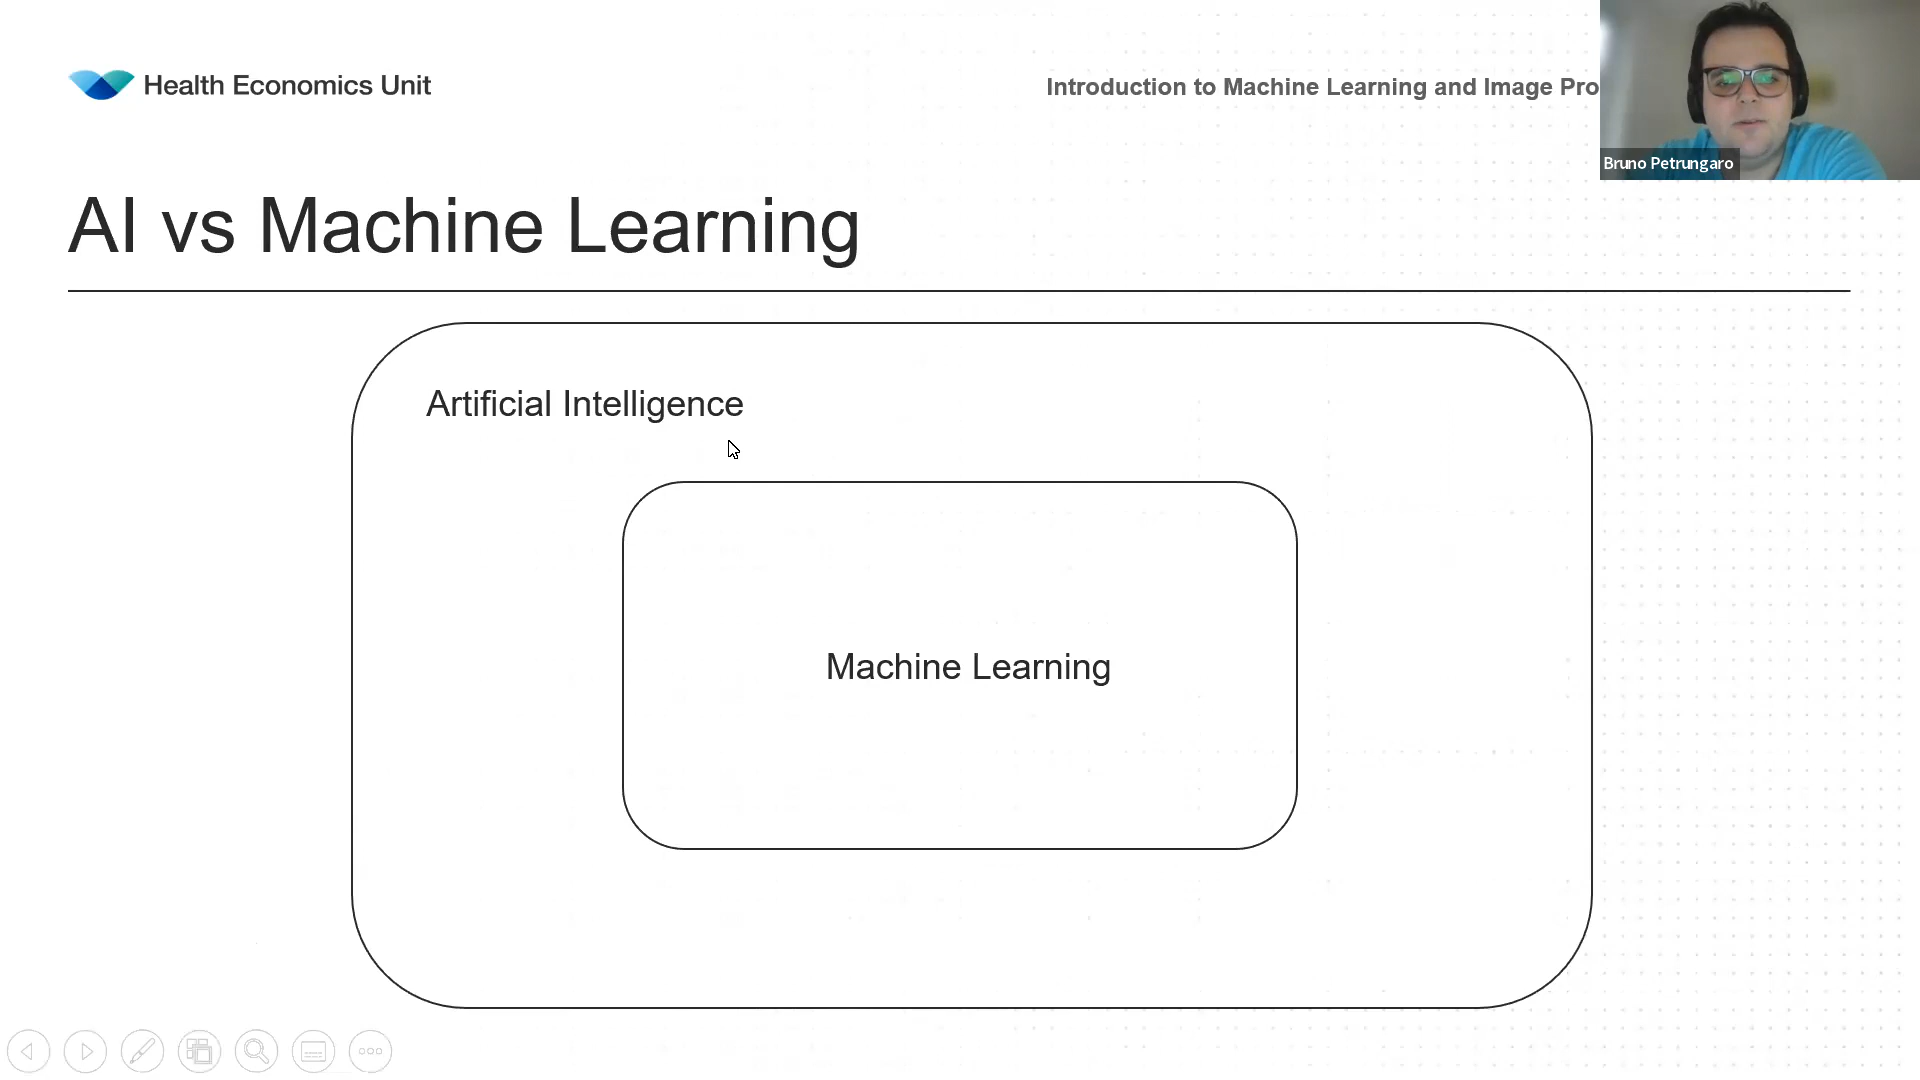 Health Economics Unit
Introduction to Machine Learning and Image Pro
Bruno Petrungaro
AI vs Machine Learning
Artificial Intelligence
Machine Learning